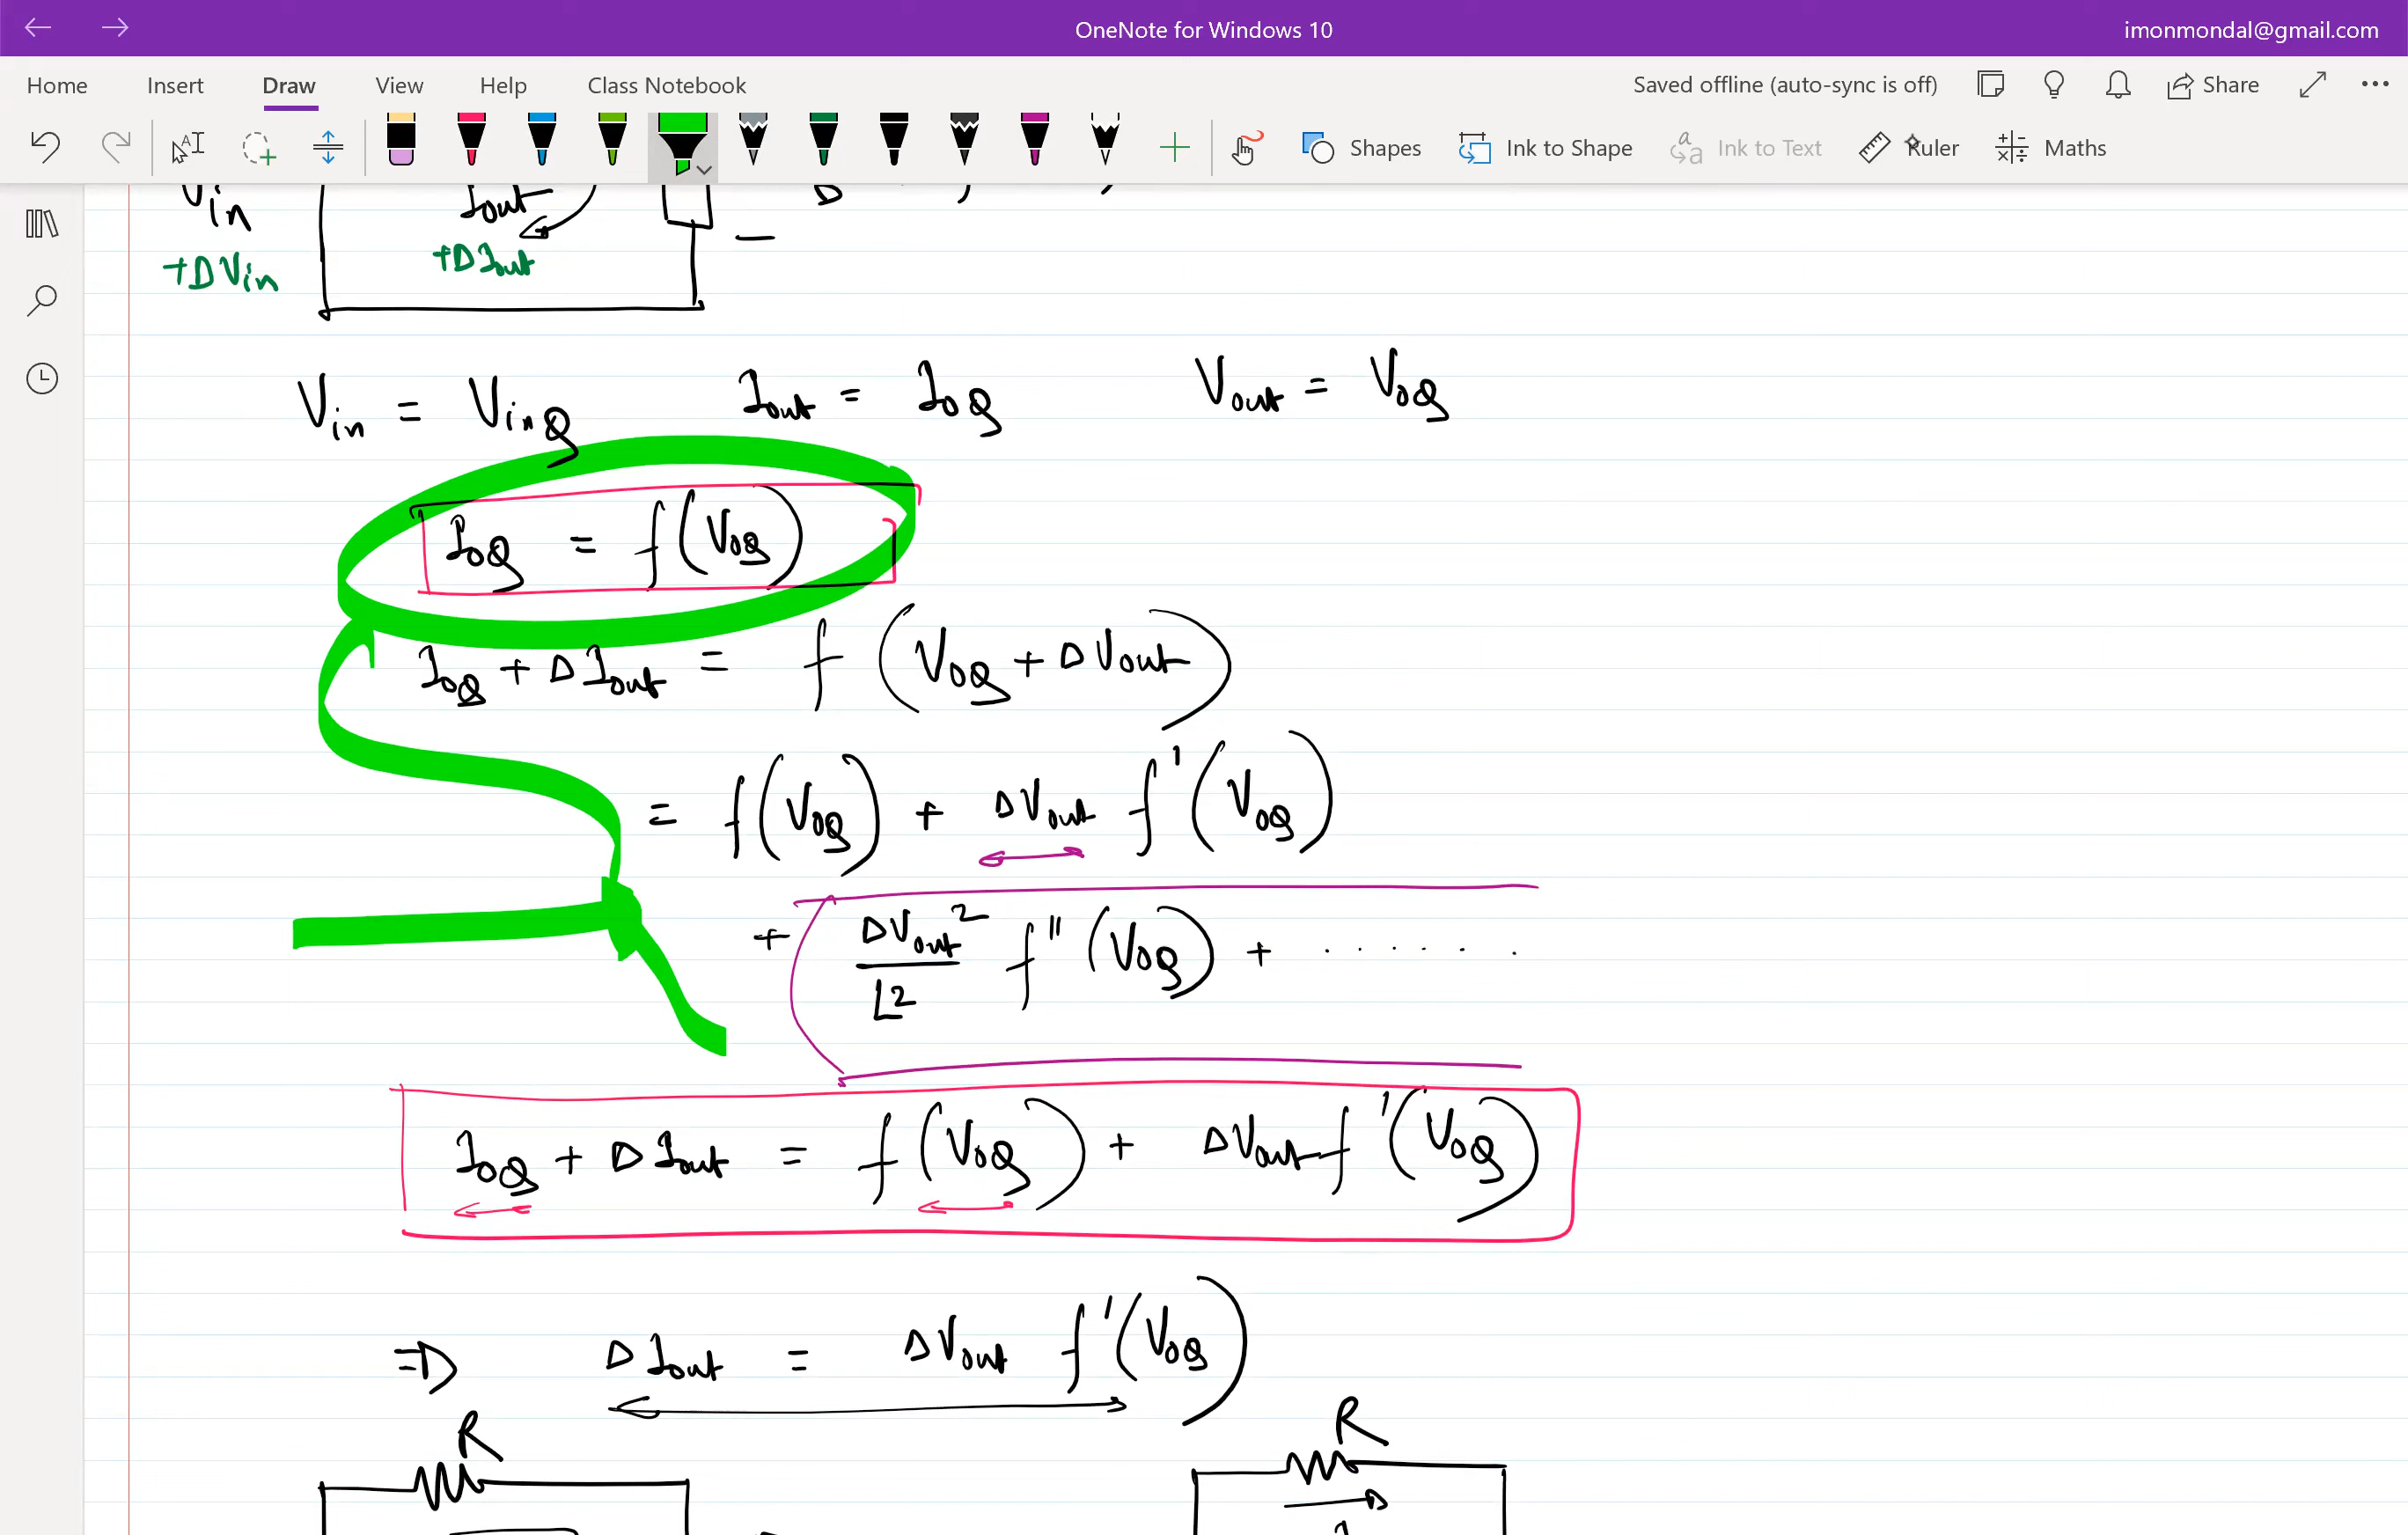 OneNote for Windows 10 imonmondal@gmail.com
Home Insert Draw View Help Class Notebook Saved offline (auto-sync is off) Share
Shapes Ink to Shape Ink to Text Ruler Maths
Vin Iout
+ΔVin +ΔIout
Vin = VinQ Iout = IOQ Vout = VOQ
IOQ = f(VOQ)
IOQ + ΔIout = f(VOQ + ΔVout)
= f(VOQ) + ΔVout f'(VOQ)
+ ΔVout²/∟2 f''(VOQ) + ......
IOQ + ΔIout = f(VOQ) + ΔVout f'(VOQ)
=> ΔIout = ΔVout f'(VOQ)
R R